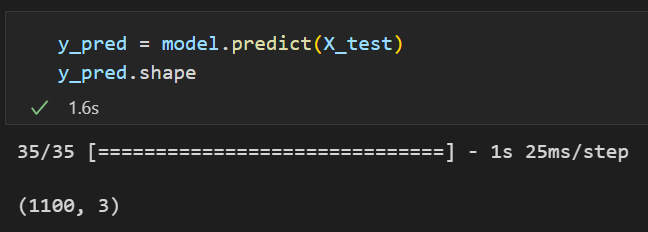 y_pred = model.predict(X_test)
y_pred.shape
✓ 1.6s
35/35 [==============================] - 1s 25ms/step
(1100, 3)